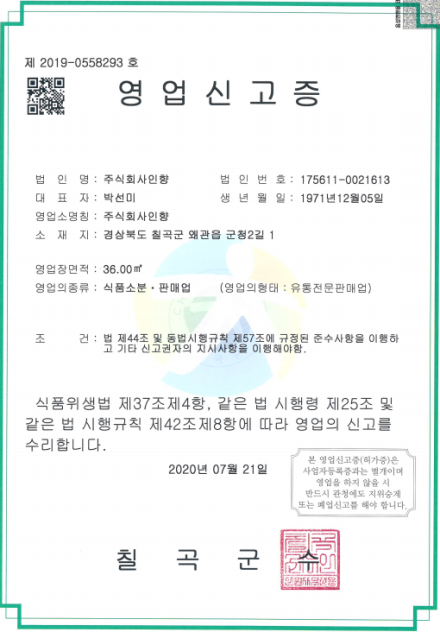 제 2019-0558293 호
영업신고증
법 인 명 : 주식회사인향 법 인 번 호 : 175611-0021613
대 표 자 : 박선미 생 년 월 일 : 1971년12월05일
영업소명칭 : 주식회사인향
소 재 지 : 경상북도 칠곡군 왜관읍 군청2길 1
영업장면적 : 36.00㎡
영업의종류 : 식품소분·판매업 (영업의형태 : 유통전문판매업)
조 건 : 법 제44조 및 동법시행규칙 제57조에 규정된 준수사항을 이행하
고 기타 신고권자의 지시사항을 이행해야함.
식품위생법 제37조제4항, 같은 법 시행령 제25조 및
같은 법 시행규칙 제42조제8항에 따라 영업의 신고를
수리합니다.
2020년 07월 21일
본 영업신고증(허가증)은
사업자등록증과는 별개이며
영업을 하지 않을 시
반드시 관청에도 지위승계
또는 폐업신고를 해야 합니다.
칠 곡 군 수